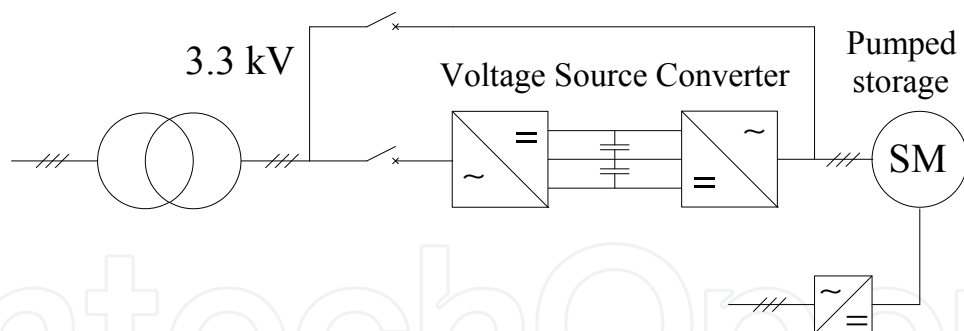 3.3 kV
Voltage Source Converter
Pumped
storage
=
~
~
=
SM
~
=